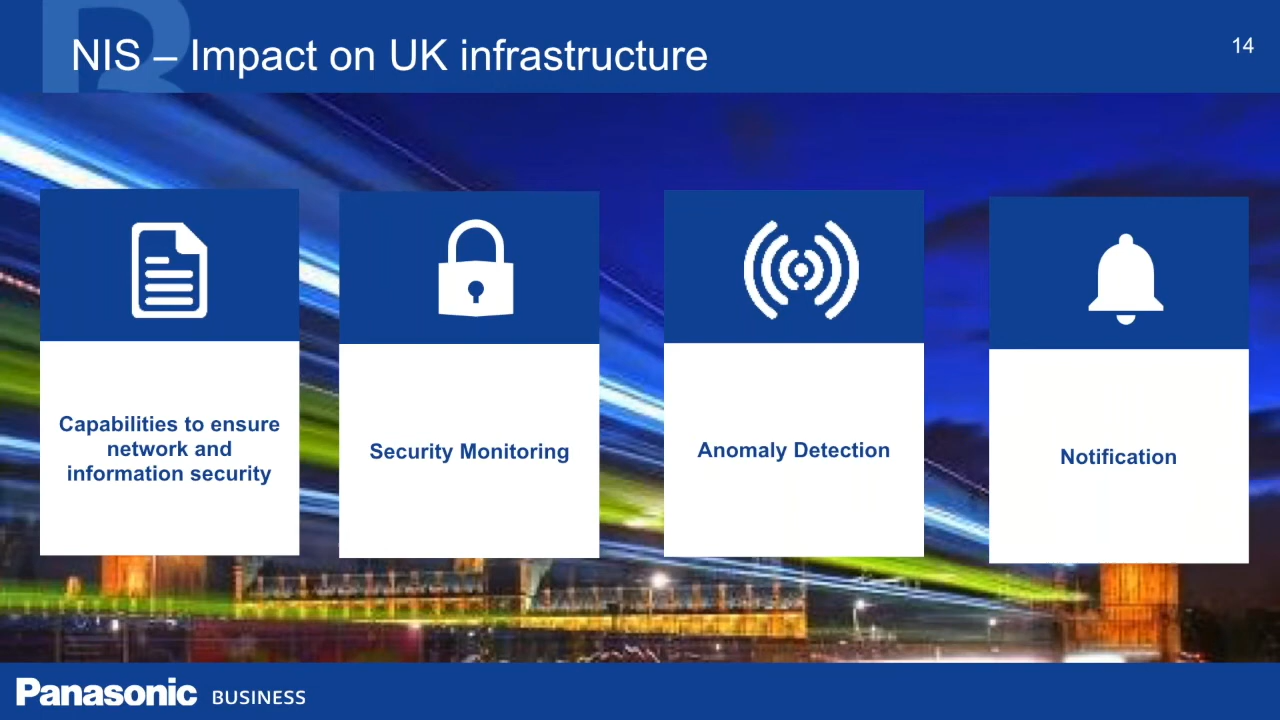 NIS – Impact on UK infrastructure
14
Capabilities to ensure
network and
information security
Security Monitoring
Anomaly Detection
Notification
Panasonic BUSINESS